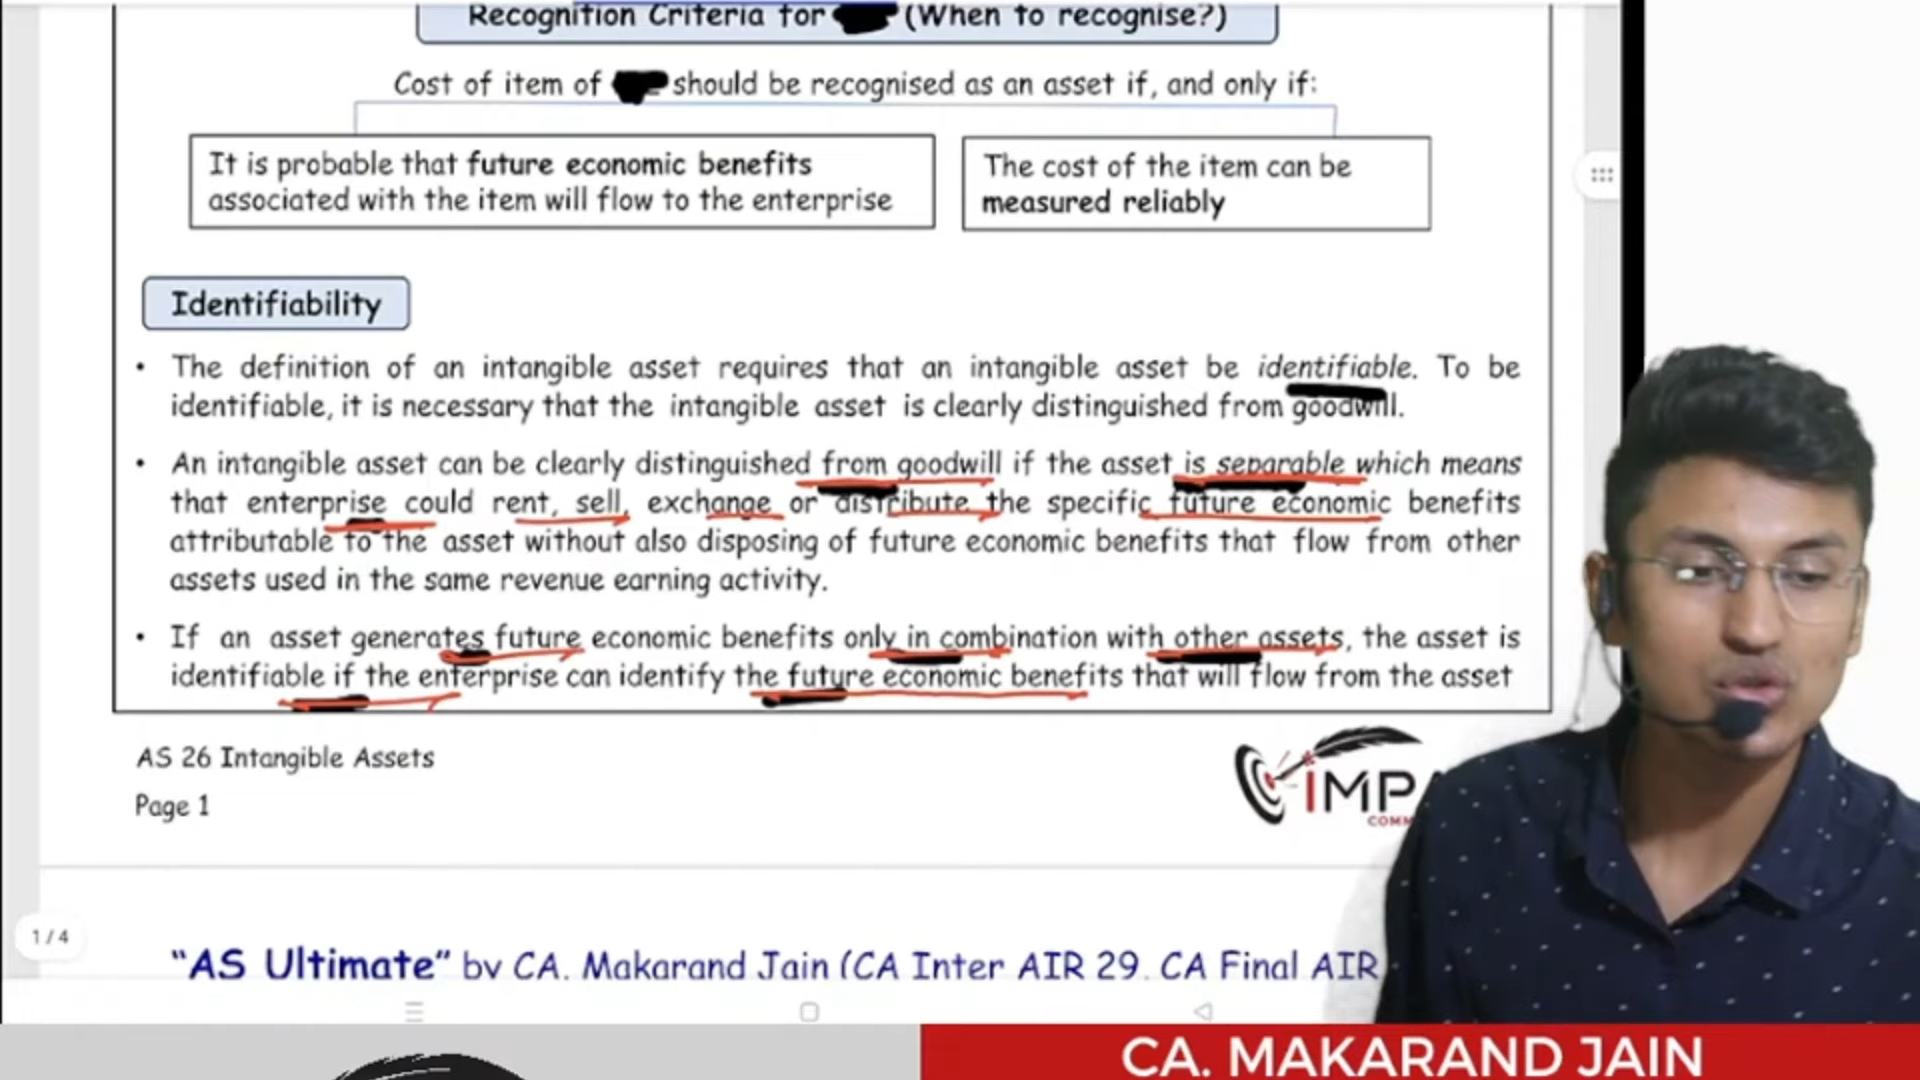 Recognition Criteria for (When to recognise?)
Cost of item of should be recognised as an asset if, and only if:
It is probable that future economic benefits
associated with the item will flow to the enterprise
The cost of the item can be
measured reliably
Identifiability
• The definition of an intangible asset requires that an intangible asset be identifiable. To be
identifiable, it is necessary that the intangible asset is clearly distinguished from goodwill.
• An intangible asset can be clearly distinguished from goodwill if the asset is separable which means
that enterprise could rent, sell, exchange or distribute the specific future economic benefits
attributable to the asset without also disposing of future economic benefits that flow from other
assets used in the same revenue earning activity.
• If an asset generates future economic benefits only in combination with other assets, the asset is
identifiable if the enterprise can identify the future economic benefits that will flow from the asset
AS 26 Intangible Assets
Page 1
IMPA
COMM
1/4
"AS Ultimate" by CA. Makarand Jain (CA Inter AIR 29. CA Final AIR
CA. MAKARAND JAIN